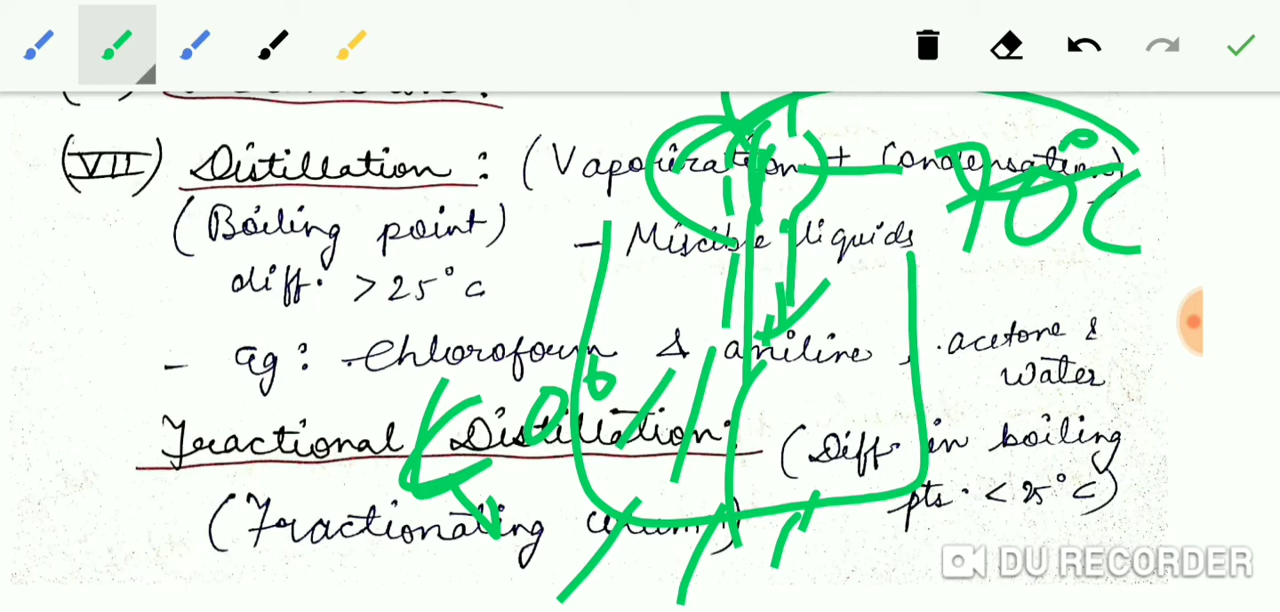 (VII) Distillation : (Vaporization + Condensation)
(Boiling point) - Miscible liquids
diff. > 25°c
70°C
- eg: Chloroform & aniline, acetone &
water
Fractional Distillation: (Diff. in boiling
pts. < 25°c)
(Fractionating column)
DU RECORDER